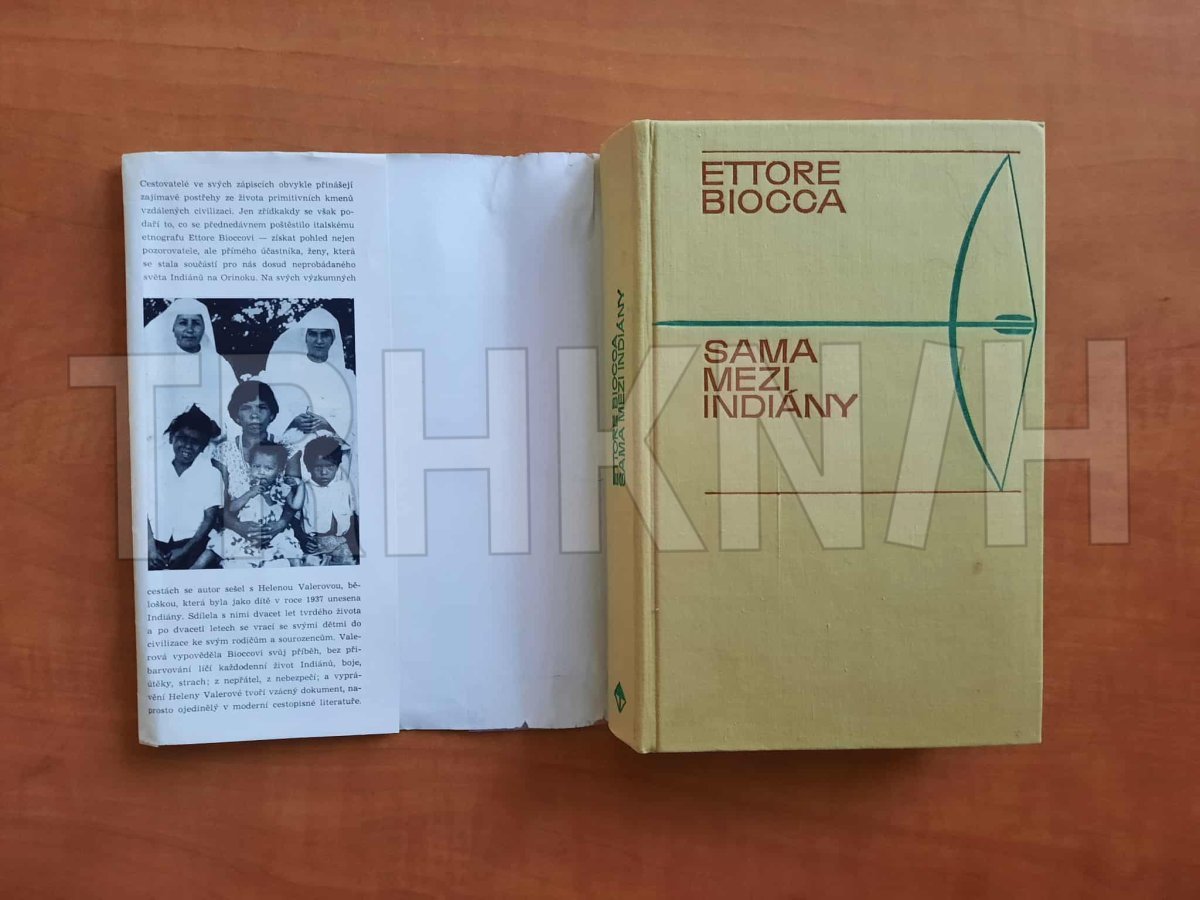 Cestovatelé ve svých zápiscích obvykle přinášejí
zajímavé postřehy ze života primitivních kmenů
vzdálených civilizaci. Jen zřídkakdy se však po-
daří to, co se přednedávnem poštěstilo italskému
etnografu Ettore Bioccovi — získat pohled nejen
pozorovatele, ale přímého účastníka, ženy, která
se stala součástí pro nás dosud neprobádaného
světa Indiánů na Orinoku. Na svých výzkumných
cestách se autor sešel s Helenou Valerovou, bě-
loškou, která byla jako dítě v roce 1937 unesena
Indiány. Sdílela s nimi dvacet let tvrdého života
a po dvaceti letech se vrací se svými dětmi do
civilizace ke svým rodičům a sourozencům. Vale-
rová vypověděla Bioccovi svůj příběh, bez při-
barvování líčí každodenní život Indiánů, boje,
útěky, strach; z nepřátel, z nebezpečí; a vyprá-
vění Heleny Valerové tvoří vzácný dokument, na-
prosto ojedinělý v moderní cestopisné literatuře.
ETTORE BIOCCA
SAMA MEZI INDIÁNY
ETTORE
BIOCCA
SAMA
MEZI
INDIÁNY
TRHKNIH